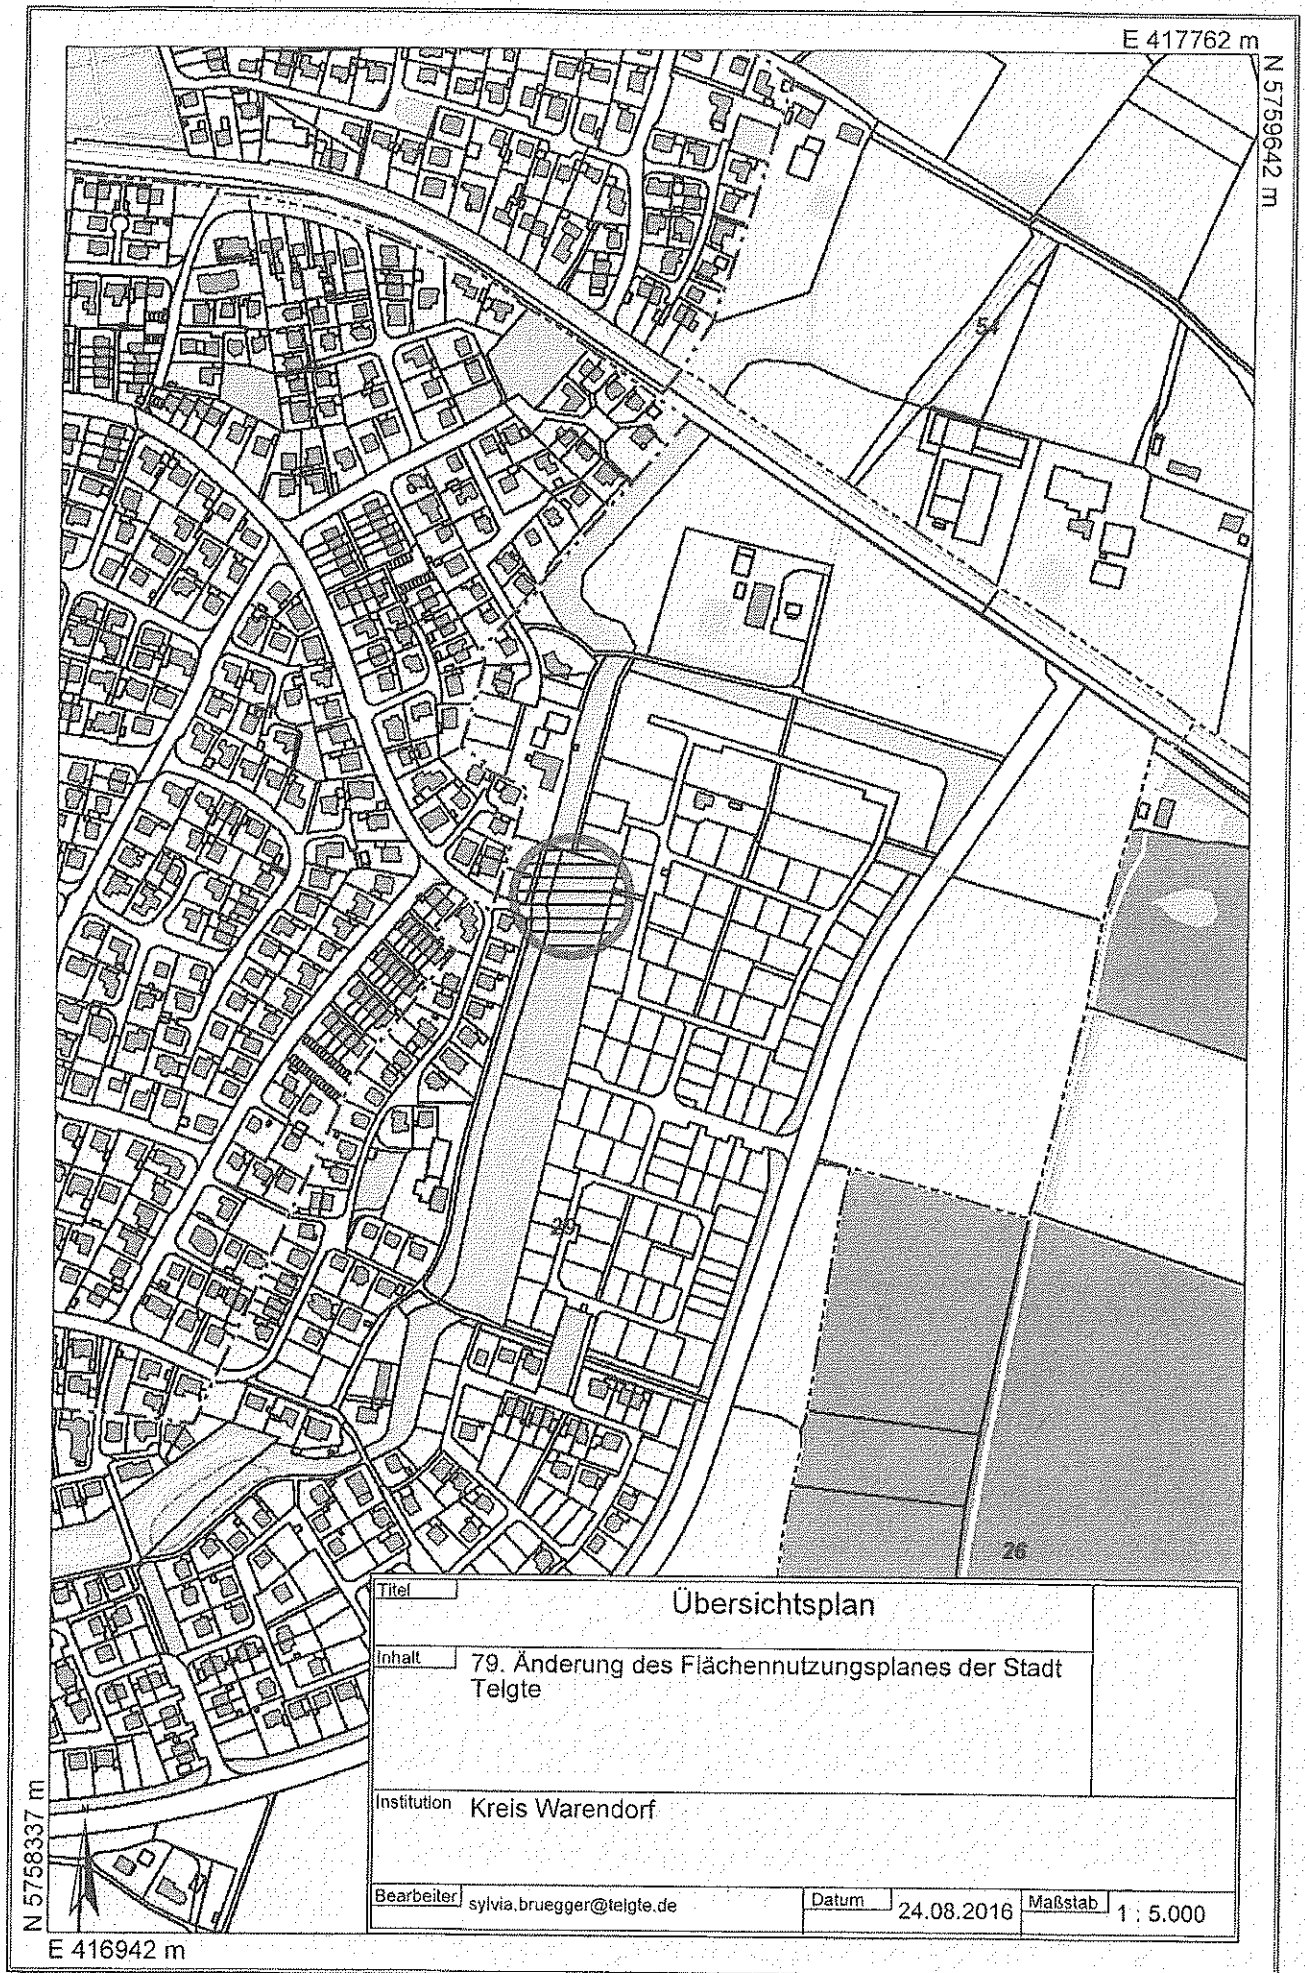 E 417762 m
N 5759642 m
54
29
26
Titel
Übersichtsplan
Inhalt
79. Änderung des Flächennutzungsplanes der Stadt
Telgte
Institution
Kreis Warendorf
Bearbeiter
sylvia.bruegger@telgte.de
Datum
24.08.2016
Maßstab
1 : 5.000
N 5758337 m
E 416942 m